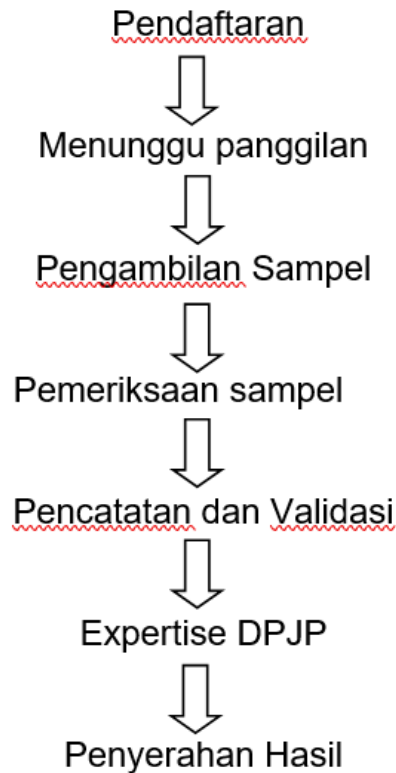 Pendaftaran
Menunggu panggilan
Pengambilan Sampel
Pemeriksaan sampel
Pencatatan dan Validasi
Expertise DPJP
Penyerahan Hasil